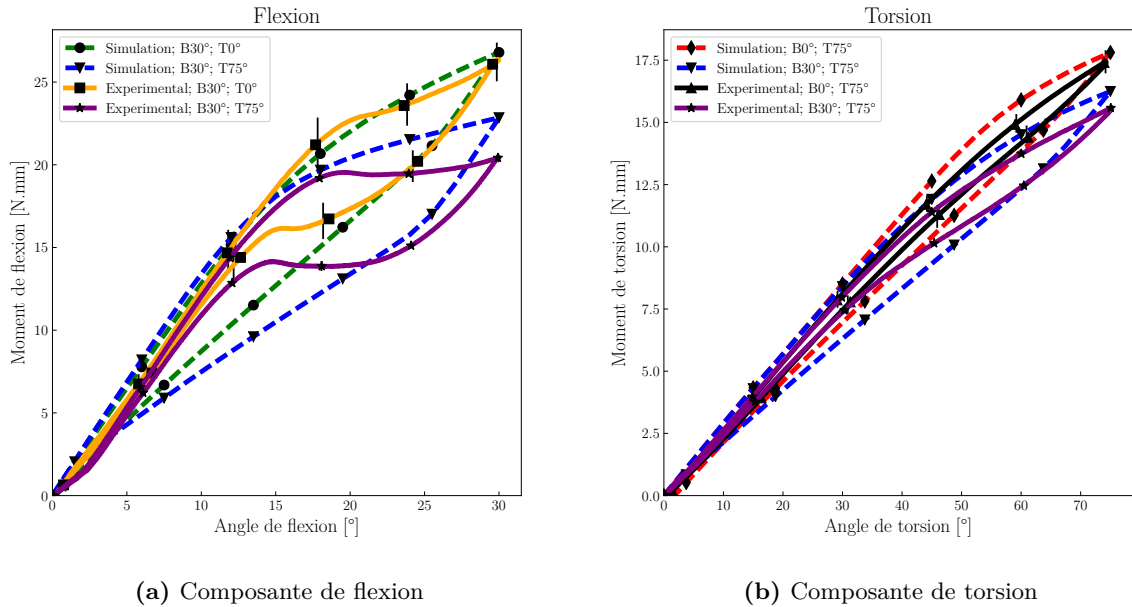 Flexion
Simulation; B30°; T0°
Simulation; B30°; T75°
Experimental; B30°; T0°
Experimental; B30°; T75°
25
20
15
10
5
0
Moment de flexion [N.mm]
0 5 10 15 20 25 30
Angle de flexion [°]
(a) Composante de flexion
Torsion
Simulation; B0°; T75°
Simulation; B30°; T75°
Experimental; B0°; T75°
Experimental; B30°; T75°
17.5
15.0
12.5
10.0
7.5
5.0
2.5
0.0
Moment de torsion [N.mm]
0 10 20 30 40 50 60 70
Angle de torsion [°]
(b) Composante de torsion